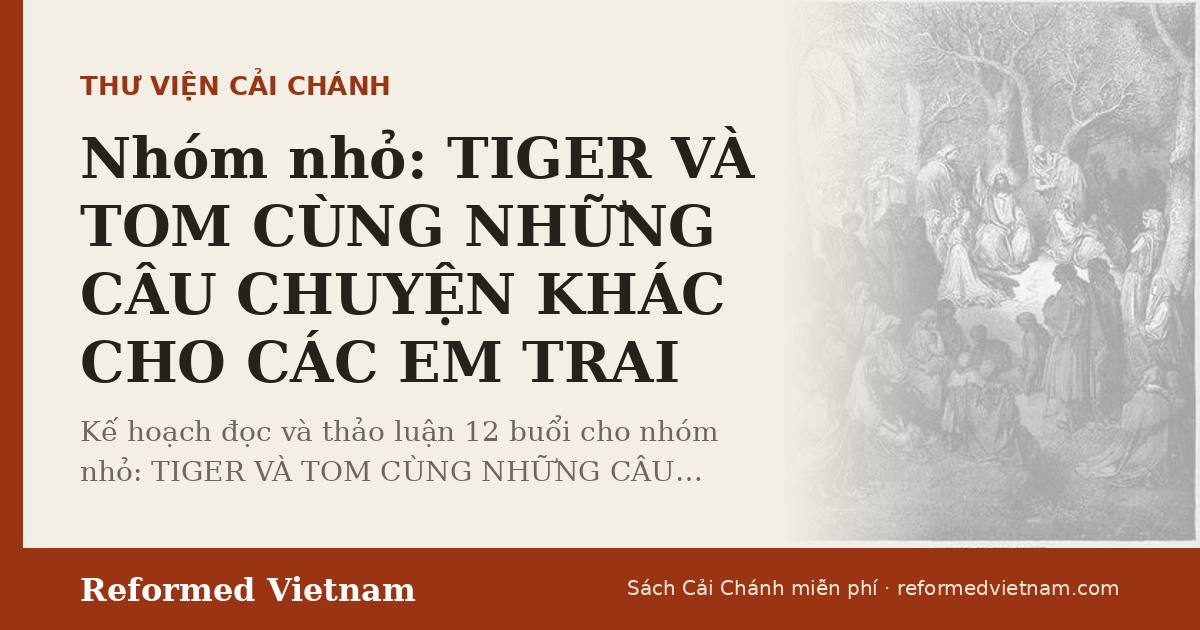 THƯ VIỆN CẢI CHÁNH
Nhóm nhỏ: TIGER VÀ
TOM CÙNG NHỮNG
CÂU CHUYỆN KHÁC
CHO CÁC EM TRAI
Kế hoạch đọc và thảo luận 12 buổi cho nhóm
nhỏ: TIGER VÀ TOM CÙNG NHỮNG CÂU…
Reformed Vietnam
Sách Cải Chánh miễn phí · reformedvietnam.com